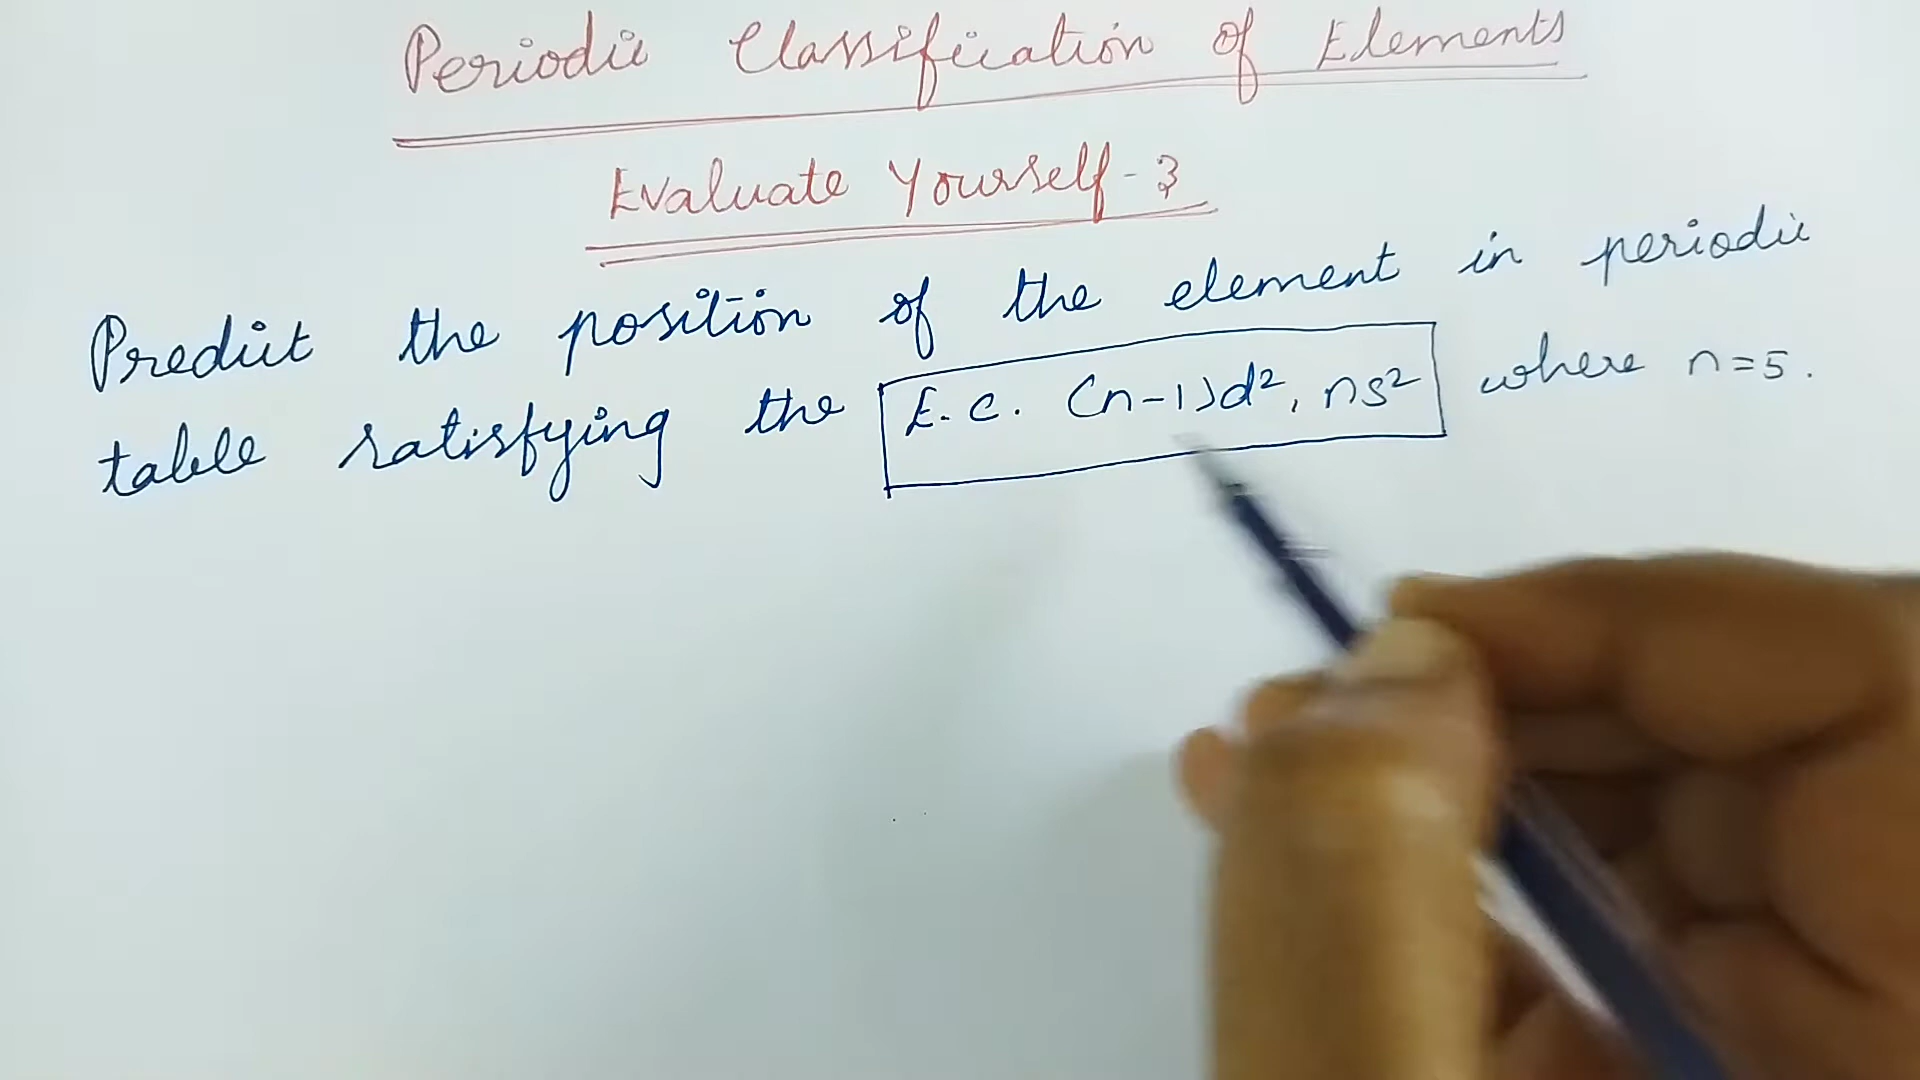 Periodic Classification of Elements
Evaluate Yourself-3
Predict the position of the element in periodic
table satisfying the E.C. (n-1)d², ns² where n=5.